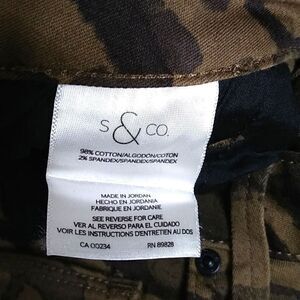 S & CO.
98% COTTON/ALGODÓN/COTON
2% SPANDEX/SPANDEX/SPANDEX
MADE IN JORDAN
HECHO EN JORDANIA
FABRIQUE EN JORDANIE
SEE REVERSE FOR CARE
VER AL REVERSO PARA EL CUIDADO
VOIR LES INSTRUCTIONS D'ENTRETIEN AU DOS
CA 00234 RN 89828